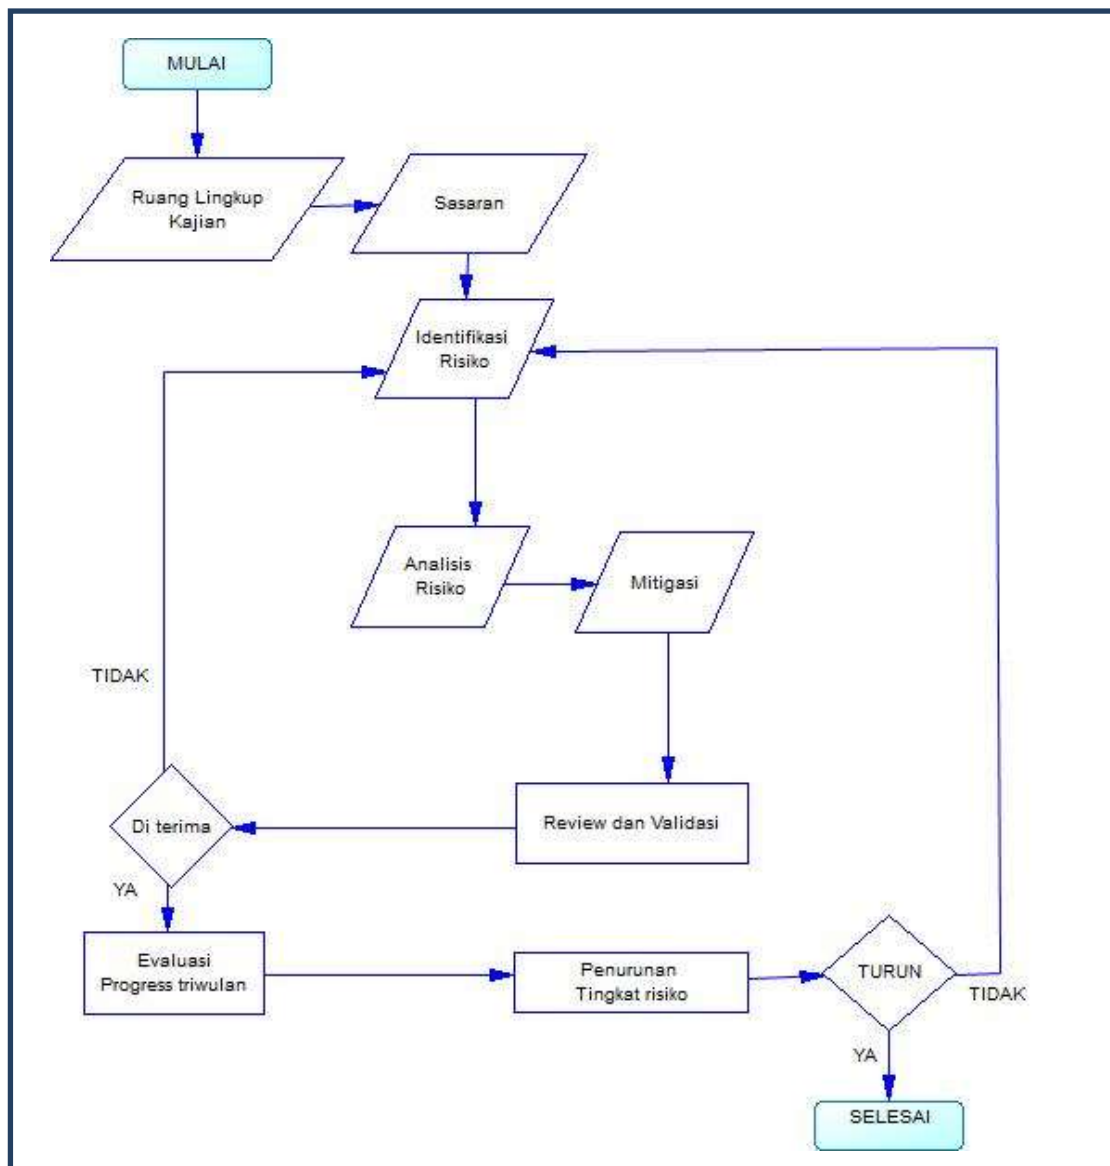 MULAI
Ruang Lingkup
Kajian
Sasaran
Identifikasi
Risiko
Analisis
Risiko
Mitigasi
TIDAK
Di terima
Review dan Validasi
YA
Evaluasi
Progress triwulan
Penurunan
Tingkat risiko
TURUN
TIDAK
YA
SELESAI